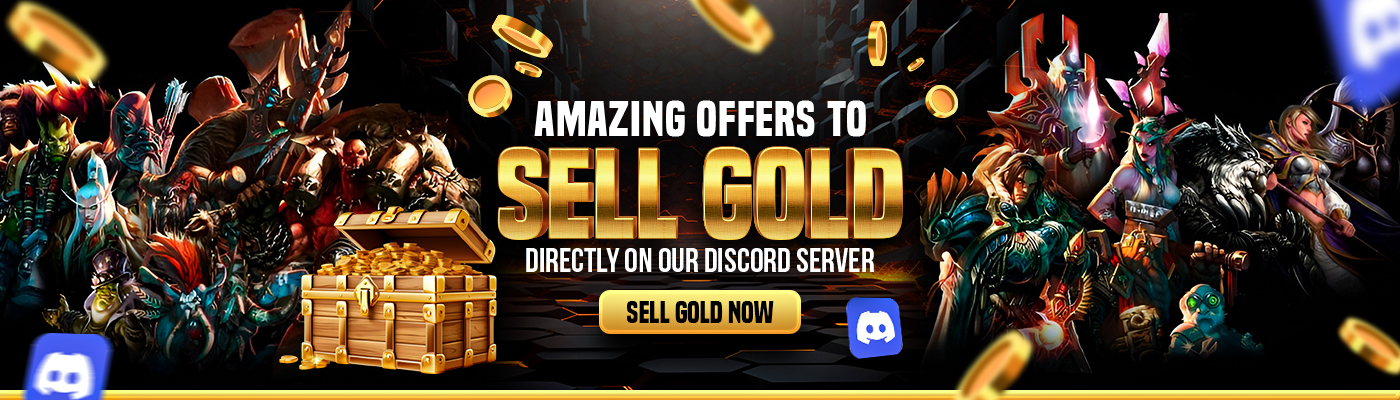 AMAZING OFFERS TO
SELL GOLD
DIRECTLY ON OUR DISCORD SERVER
SELL GOLD NOW